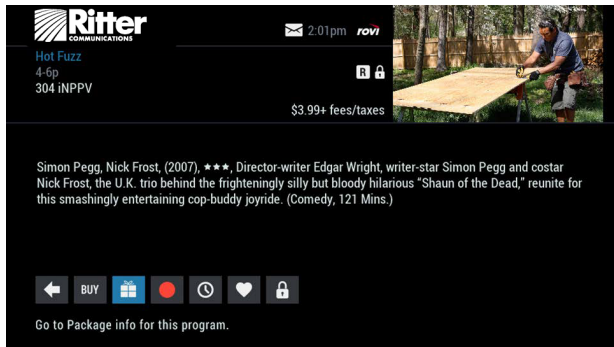 Ritter
COMMUNICATIONS
2:01pm rovi
Hot Fuzz
4-6p
R
304 iNPPV
$3.99+ fees/taxes
Simon Pegg, Nick Frost, (2007), ★★★, Director-writer Edgar Wright, writer-star Simon Pegg and costar
Nick Frost, the U.K. trio behind the frighteningly silly but bloody hilarious “Shaun of the Dead,” reunite for
this smashingly entertaining cop-buddy joyride. (Comedy, 121 Mins.)
BUY
Go to Package info for this program.